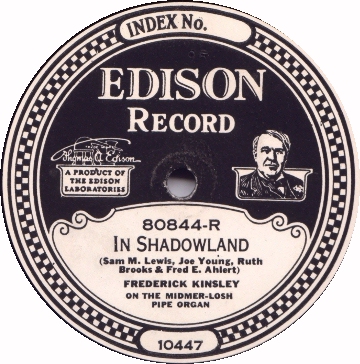 INDEX No.
EDISON
RECORD
Thomas A Edison
A PRODUCT OF
THE EDISON
LABORATORIES
80844-R
IN SHADOWLAND
(Sam M. Lewis, Joe Young, Ruth
Brooks & Fred E. Ahlert)
FREDERICK KINSLEY
ON THE MIDMER-LOSH
PIPE ORGAN
10447